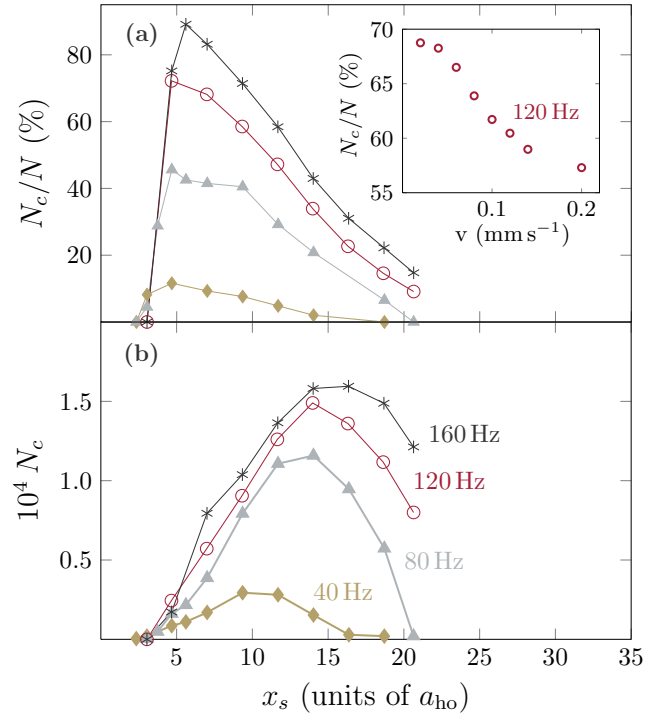 (a)
N_c/N (%)
80
60
40
20
70
65
60
55
N_c/N (%)
120 Hz
0.1
0.2
v (mm s⁻¹)
(b)
10⁴ N_c
1.5
1.0
0.5
160 Hz
120 Hz
80 Hz
40 Hz
5
10
15
20
25
30
35
x_s (units of a_ho)